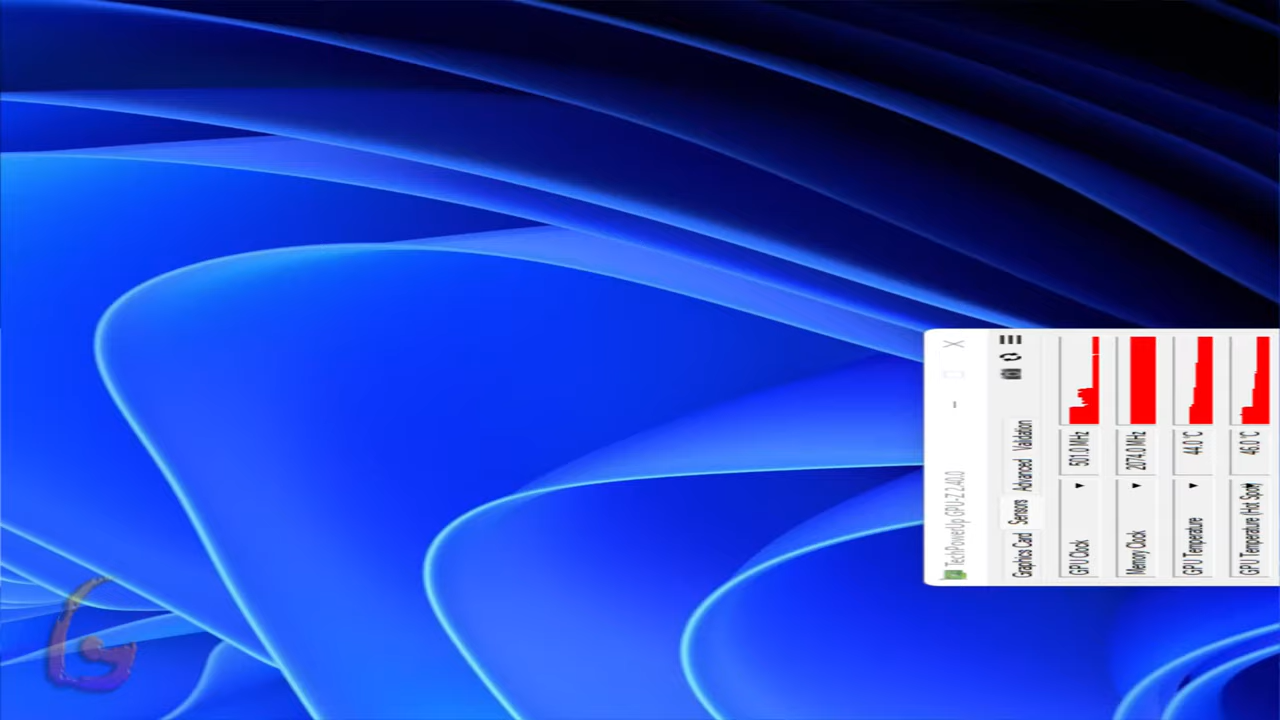 TechPowerUp GPU-Z 2.40.0
Graphics Card Sensors Advanced Validation
GPU Clock 501.0 MHz
Memory Clock 2074.0 MHz
GPU Temperature 44.0 °C
GPU Temperature (Hot Spot) 46.0 °C